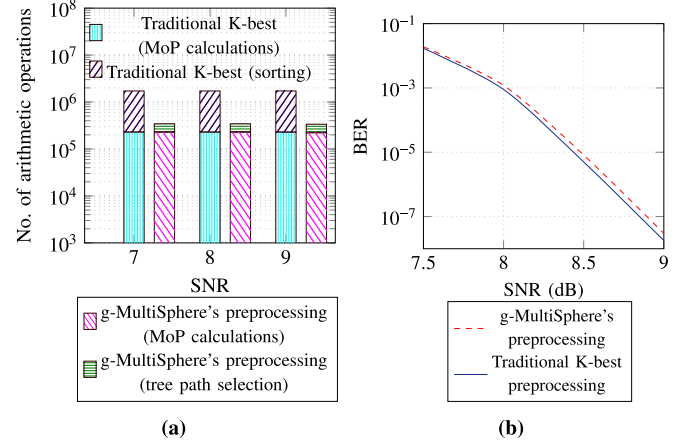 10^8
10^7
10^6
10^5
10^4
10^3
No. of arithmetic operations
Traditional K-best
(MoP calculations)
Traditional K-best (sorting)
7 8 9
SNR
g-MultiSphere's preprocessing
(MoP calculations)
g-MultiSphere's preprocessing
(tree path selection)
(a)
10^−1
10^−3
10^−5
10^−7
BER
7.5 8 8.5 9
SNR (dB)
g-MultiSphere's
preprocessing
Traditional K-best
preprocessing
(b)